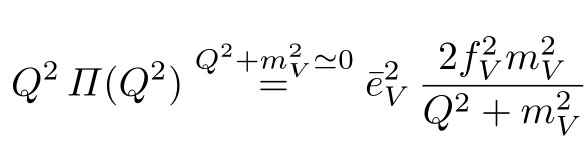 $Q^2 \, \Pi(Q^2) \overset{Q^2+m_V^2 \simeq 0}{=} \bar{e}_V^2 \, \frac{2 f_V^2 m_V^2}{Q^2 + m_V^2}$